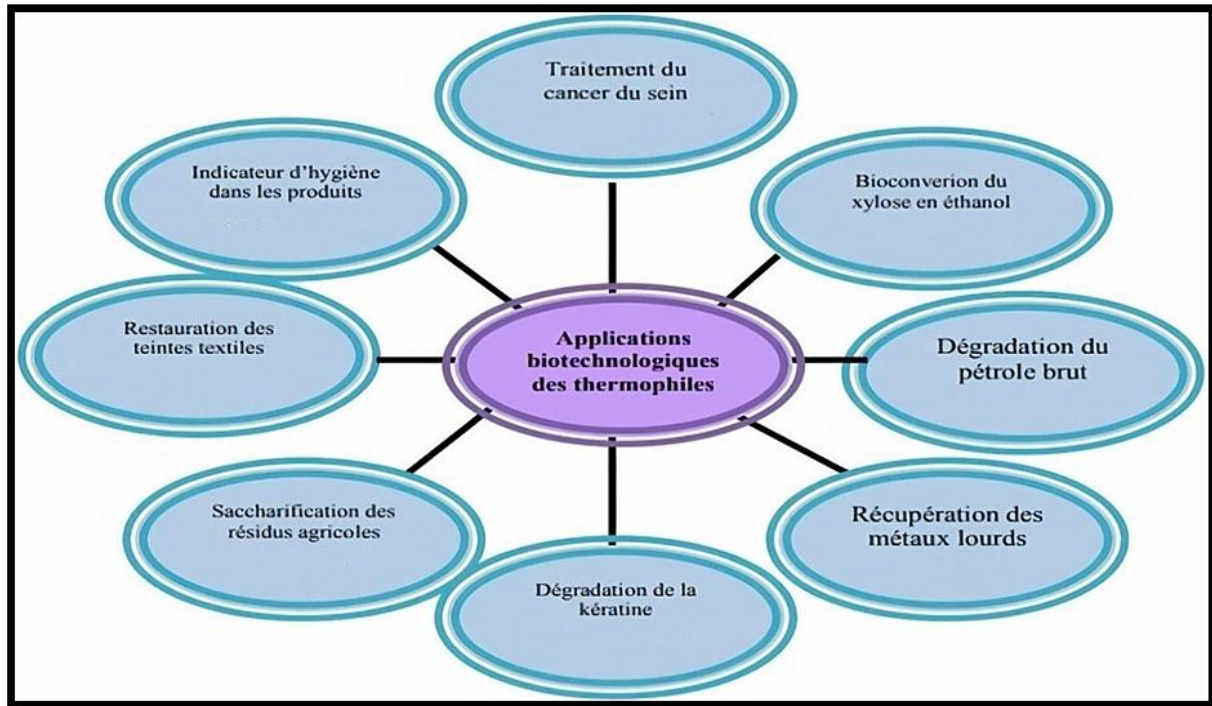 Traitement du
cancer du sein
Indicateur d’hygiène
dans les produits
Bioconverion du
xylose en éthanol
Restauration des
teintes textiles
Applications
biotechnologiques
des thermophiles
Dégradation du
pétrole brut
Saccharification des
résidus agricoles
Récupération des
métaux lourds
Dégradation de la
kératine